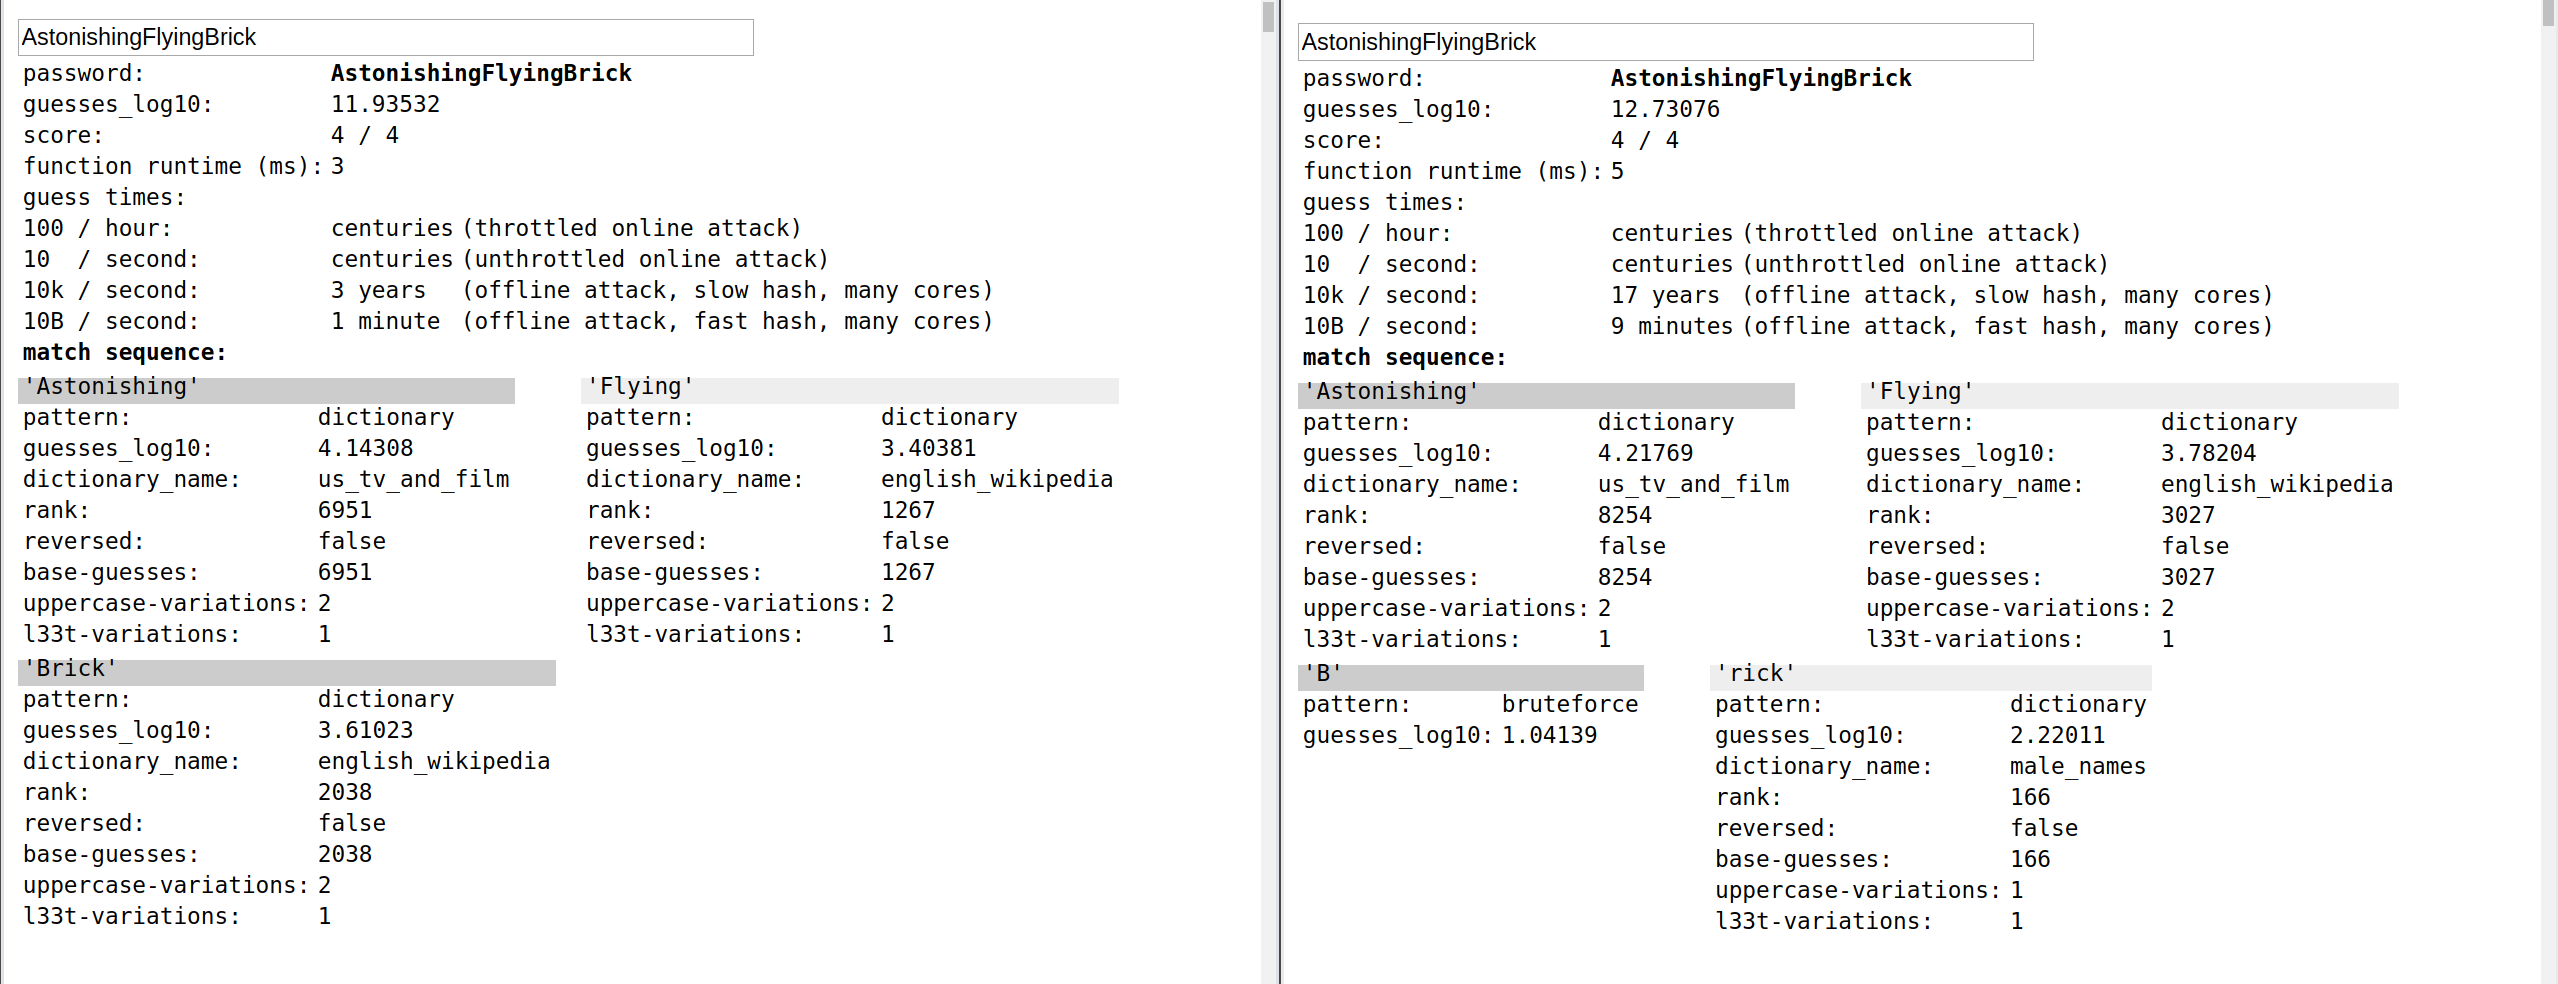 AstonishingFlyingBrick
password: AstonishingFlyingBrick
guesses_log10: 11.93532
score: 4 / 4
function runtime (ms): 3
guess times:
100 / hour: centuries (throttled online attack)
10  / second: centuries (unthrottled online attack)
10k / second: 3 years (offline attack, slow hash, many cores)
10B / second: 1 minute (offline attack, fast hash, many cores)
match sequence:
'Astonishing'
pattern: dictionary
guesses_log10: 4.14308
dictionary_name: us_tv_and_film
rank: 6951
reversed: false
base-guesses: 6951
uppercase-variations: 2
l33t-variations: 1
'Flying'
pattern: dictionary
guesses_log10: 3.40381
dictionary_name: english_wikipedia
rank: 1267
reversed: false
base-guesses: 1267
uppercase-variations: 2
l33t-variations: 1
'Brick'
pattern: dictionary
guesses_log10: 3.61023
dictionary_name: english_wikipedia
rank: 2038
reversed: false
base-guesses: 2038
uppercase-variations: 2
l33t-variations: 1
AstonishingFlyingBrick
password: AstonishingFlyingBrick
guesses_log10: 12.73076
score: 4 / 4
function runtime (ms): 5
guess times:
100 / hour: centuries (throttled online attack)
10  / second: centuries (unthrottled online attack)
10k / second: 17 years (offline attack, slow hash, many cores)
10B / second: 9 minutes (offline attack, fast hash, many cores)
match sequence:
'Astonishing'
pattern: dictionary
guesses_log10: 4.21769
dictionary_name: us_tv_and_film
rank: 8254
reversed: false
base-guesses: 8254
uppercase-variations: 2
l33t-variations: 1
'Flying'
pattern: dictionary
guesses_log10: 3.78204
dictionary_name: english_wikipedia
rank: 3027
reversed: false
base-guesses: 3027
uppercase-variations: 2
l33t-variations: 1
'B'
pattern: bruteforce
guesses_log10: 1.04139
'rick'
pattern: dictionary
guesses_log10: 2.22011
dictionary_name: male_names
rank: 166
reversed: false
base-guesses: 166
uppercase-variations: 1
l33t-variations: 1